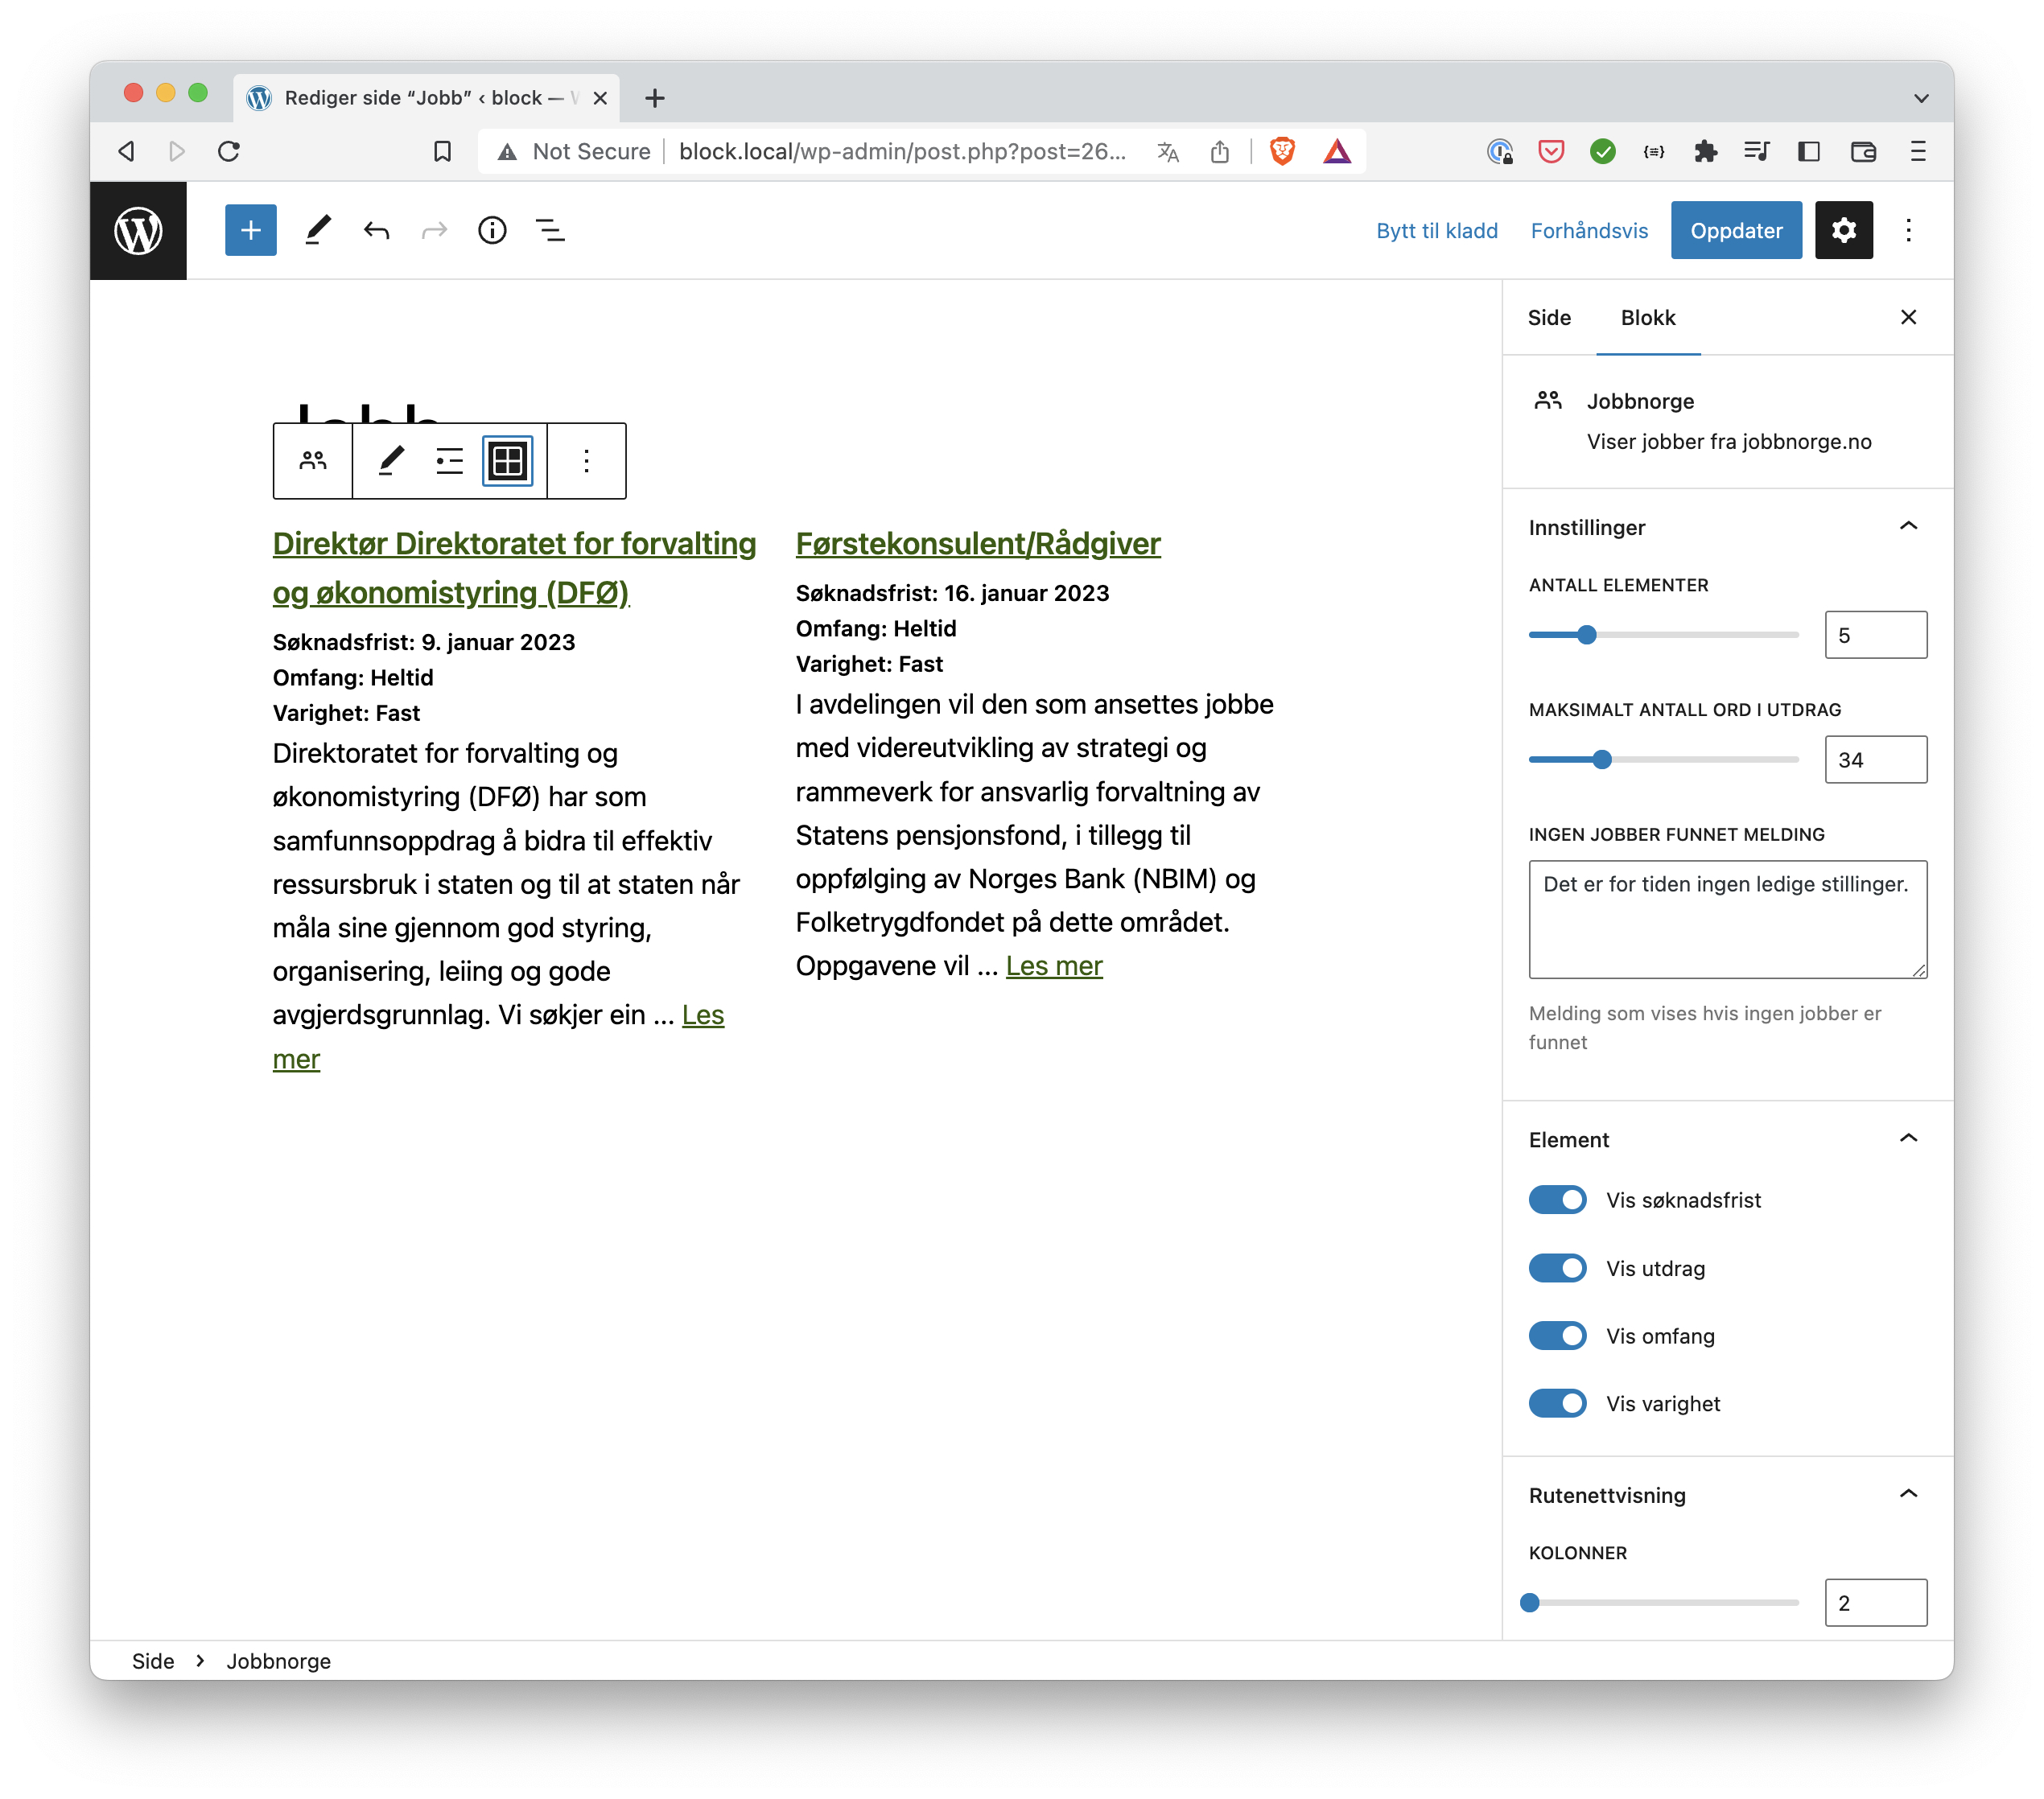 Rediger side “Jobb” ‹ block —
Not Secure
block.local/wp-admin/post.php?post=26...
Bytt til kladd
Forhåndsvis
Oppdater
Jobb
Direktør Direktoratet for forvalting
og økonomistyring (DFØ)
Søknadsfrist: 9. januar 2023
Omfang: Heltid
Varighet: Fast
Direktoratet for forvalting og
økonomistyring (DFØ) har som
samfunnsoppdrag å bidra til effektiv
ressursbruk i staten og til at staten når
måla sine gjennom god styring,
organisering, leiing og gode
avgjerdsgrunnlag. Vi søkjer ein ... Les
mer
Førstekonsulent/Rådgiver
Søknadsfrist: 16. januar 2023
Omfang: Heltid
Varighet: Fast
I avdelingen vil den som ansettes jobbe
med videreutvikling av strategi og
rammeverk for ansvarlig forvaltning av
Statens pensjonsfond, i tillegg til
oppfølging av Norges Bank (NBIM) og
Folketrygdfondet på dette området.
Oppgavene vil ... Les mer
Side
Blokk
Jobbnorge
Viser jobber fra jobbnorge.no
Innstillinger
ANTALL ELEMENTER
5
MAKSIMALT ANTALL ORD I UTDRAG
34
INGEN JOBBER FUNNET MELDING
Det er for tiden ingen ledige stillinger.
Melding som vises hvis ingen jobber er
funnet
Element
Vis søknadsfrist
Vis utdrag
Vis omfang
Vis varighet
Rutenettvisning
KOLONNER
2
Side › Jobbnorge